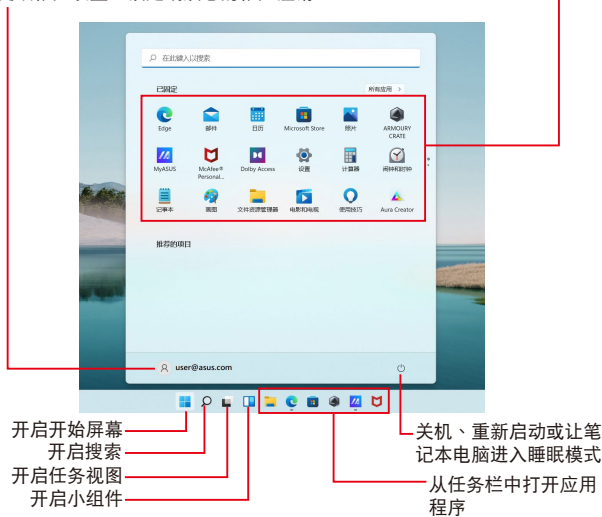 在此键入以搜索
已固定
所有应用 >
Edge
邮件
日历
Microsoft Store
照片
ARMOURY
CRATE
MyASUS
McAfee®
Personal...
Dolby Access
设置
计算器
闹钟和时钟
记事本
画图
文件资源管理器
电影和电视
使用技巧
Aura Creator
推荐的项目
user@asus.com
开启开始屏幕
开启搜索
开启任务视图
开启小组件
关机、重新启动或让笔
记本电脑进入睡眠模式
从任务栏中打开应用
程序